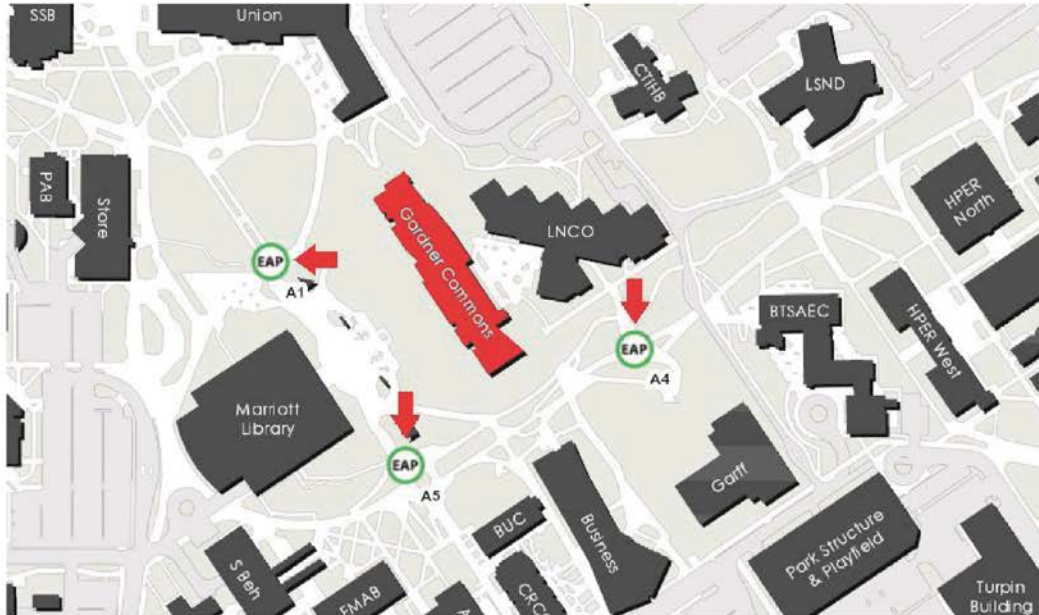 SSB
Union
CTIHB
LSND
PAB
Store
HPER
North
Gardner Commons
LNCO
EAP
A1
BTSAEC
HPER West
EAP
A4
Marriott
Library
EAP
A5
Garff
BUC
Business
S Beh
FMAB
CRCC
Park Structure
& Playfield
Turpin
Building